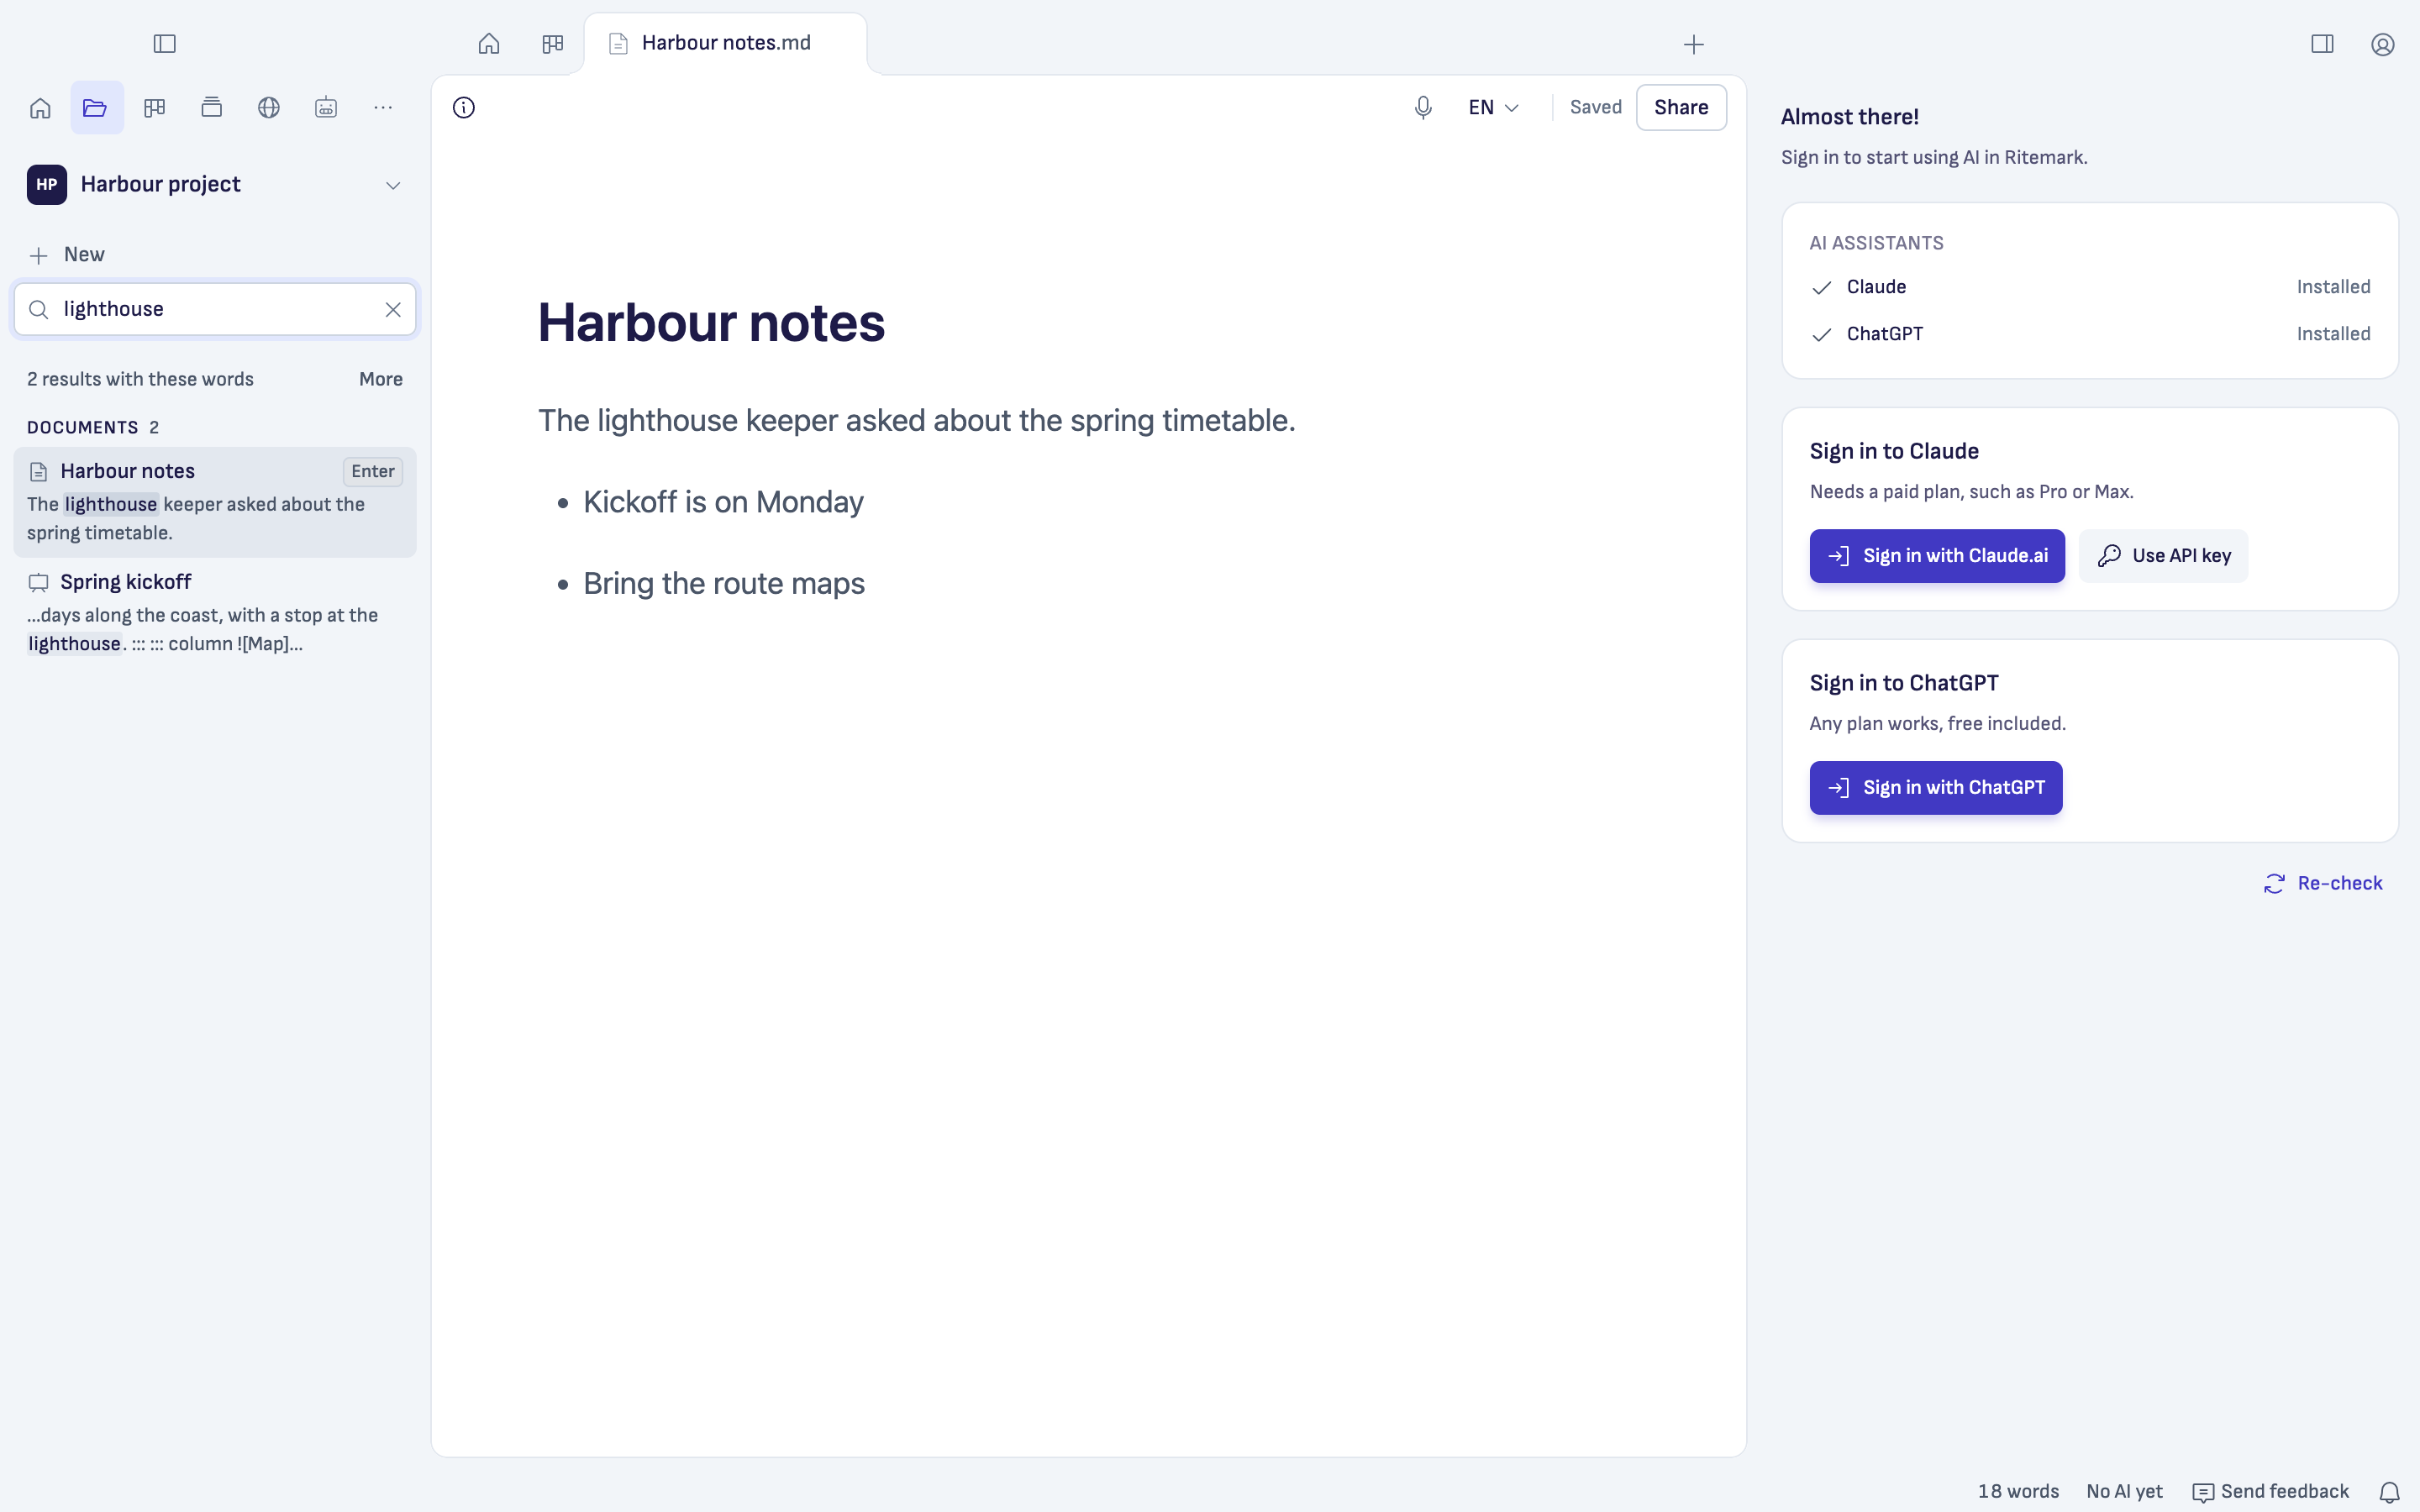 Harbour notes.md
EN
Saved
Share
HP
Harbour project
New
lighthouse
2 results with these words
More
DOCUMENTS 2
Harbour notes
Enter
The lighthouse keeper asked about the
spring timetable.
Spring kickoff
...days along the coast, with a stop at the
lighthouse. ::: ::: column ![Map]...
Harbour notes
The lighthouse keeper asked about the spring timetable.
• Kickoff is on Monday
• Bring the route maps
Almost there!
Sign in to start using AI in Ritemark.
AI ASSISTANTS
Claude
Installed
ChatGPT
Installed
Sign in to Claude
Needs a paid plan, such as Pro or Max.
Sign in with Claude.ai
Use API key
Sign in to ChatGPT
Any plan works, free included.
Sign in with ChatGPT
Re-check
18 words
No AI yet
Send feedback